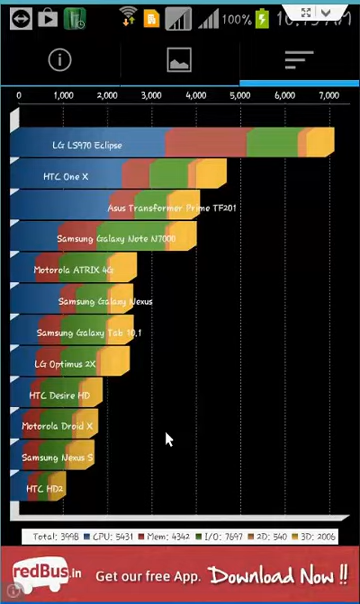 100%
0 1,000 2,000 3,000 4,000 5,000 6,000 7,000
LG LS970 Eclipse
HTC One X
Asus Transformer Prime TF201
Samsung Galaxy Note N7000
Motorola ATRIX 4G
Samsung Galaxy Nexus
Samsung Galaxy Tab 10.1
LG Optimus 2X
HTC Desire HD
Motorola Droid X
Samsung Nexus S
HTC HD2
Total: 3998 CPU: 5431 Mem: 4342 I/O: 7697 2D: 540 3D: 2006
redBus.in Get our free App. Download Now !!